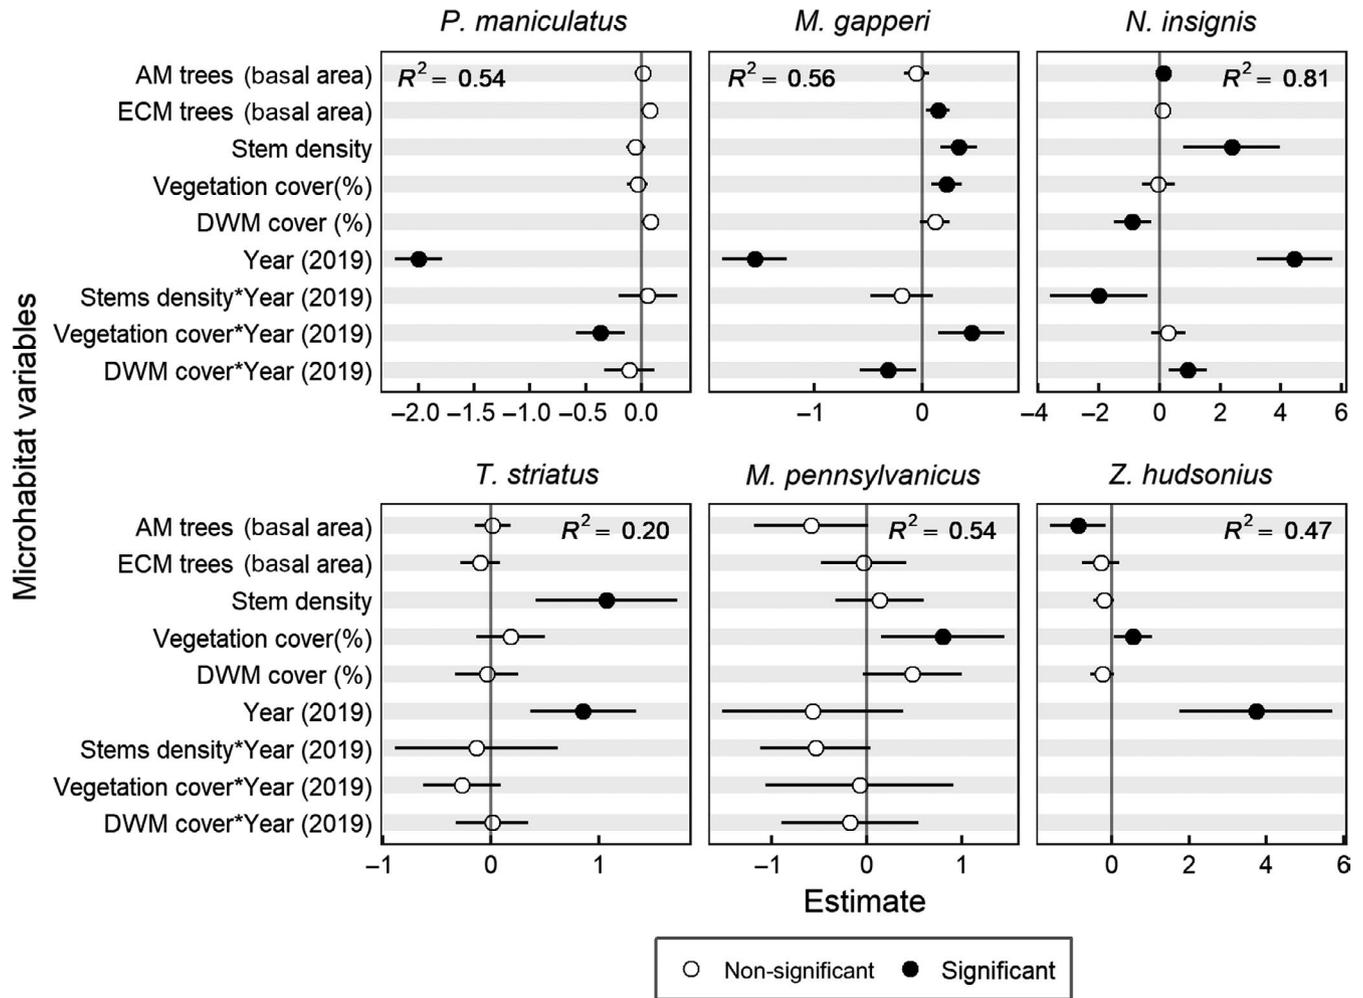 P. maniculatus
M. gapperi
N. insignis
AM trees (basal area)
ECM trees (basal area)
Stem density
Vegetation cover(%)
DWM cover (%)
Year (2019)
Stems density*Year (2019)
Vegetation cover*Year (2019)
DWM cover*Year (2019)
R² = 0.54
R² = 0.56
R² = 0.81
−2.0 −1.5 −1.0 −0.5 0.0
−1 0
−4 −2 0 2 4 6
Microhabitat variables
T. striatus
M. pennsylvanicus
Z. hudsonius
AM trees (basal area)
ECM trees (basal area)
Stem density
Vegetation cover(%)
DWM cover (%)
Year (2019)
Stems density*Year (2019)
Vegetation cover*Year (2019)
DWM cover*Year (2019)
R² = 0.20
R² = 0.54
R² = 0.47
−1 0 1
−1 0 1
0 2 4 6
Estimate
Non-significant
Significant